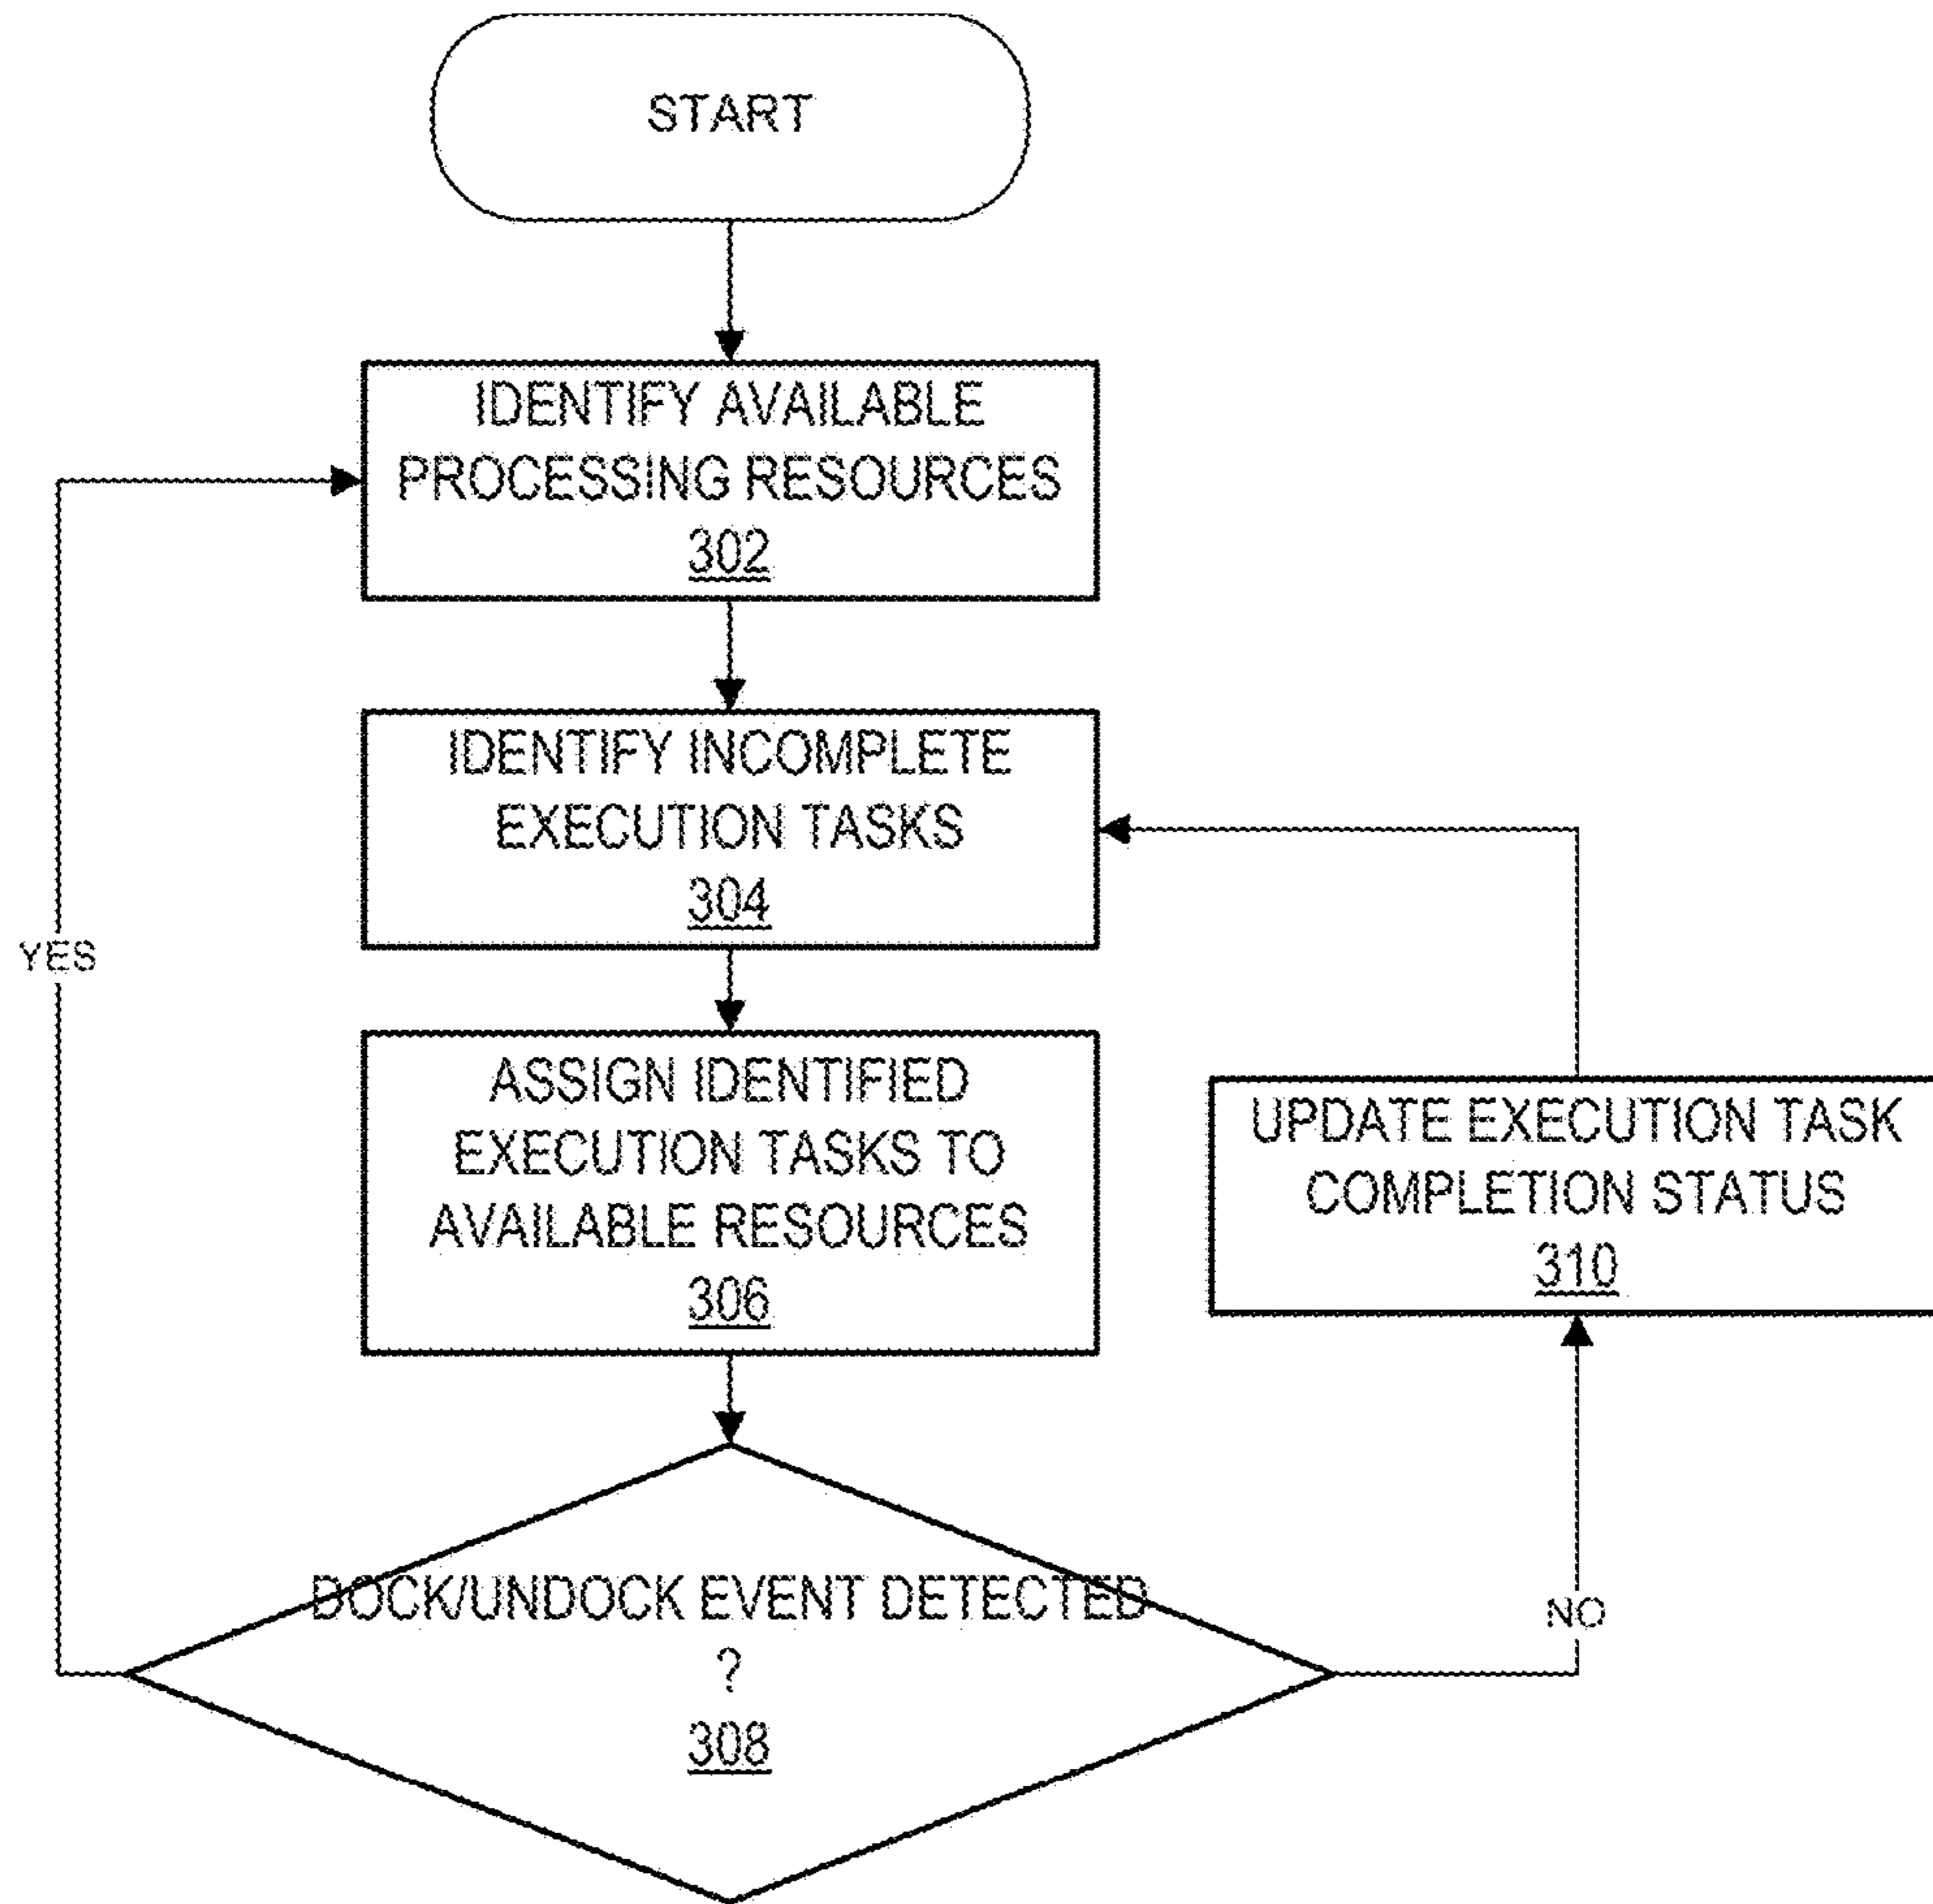 START
IDENTIFY AVAILABLE
PROCESSING RESOURCES
302
IDENTIFY INCOMPLETE
EXECUTION TASKS
304
YES
ASSIGN IDENTIFIED
EXECUTION TASKS TO
AVAILABLE RESOURCES
306
UPDATE EXECUTION TASK
COMPLETION STATUS
310
DOCK/UNDOCK EVENT DETECTED
?
308
NO